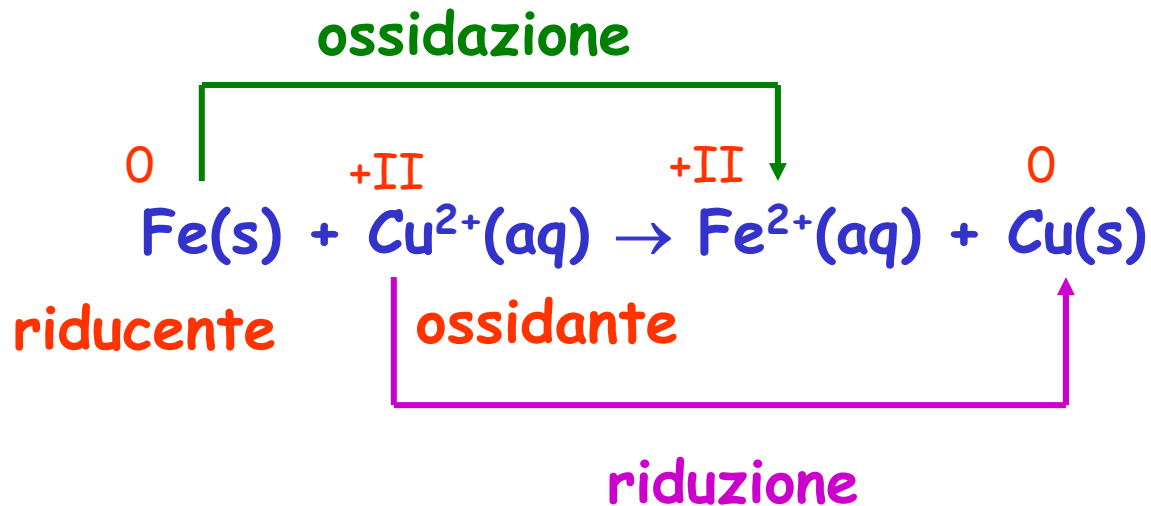 ossidazione
0 +II +II 0
Fe(s) + Cu²⁺(aq) → Fe²⁺(aq) + Cu(s)
riducente ossidante
riduzione